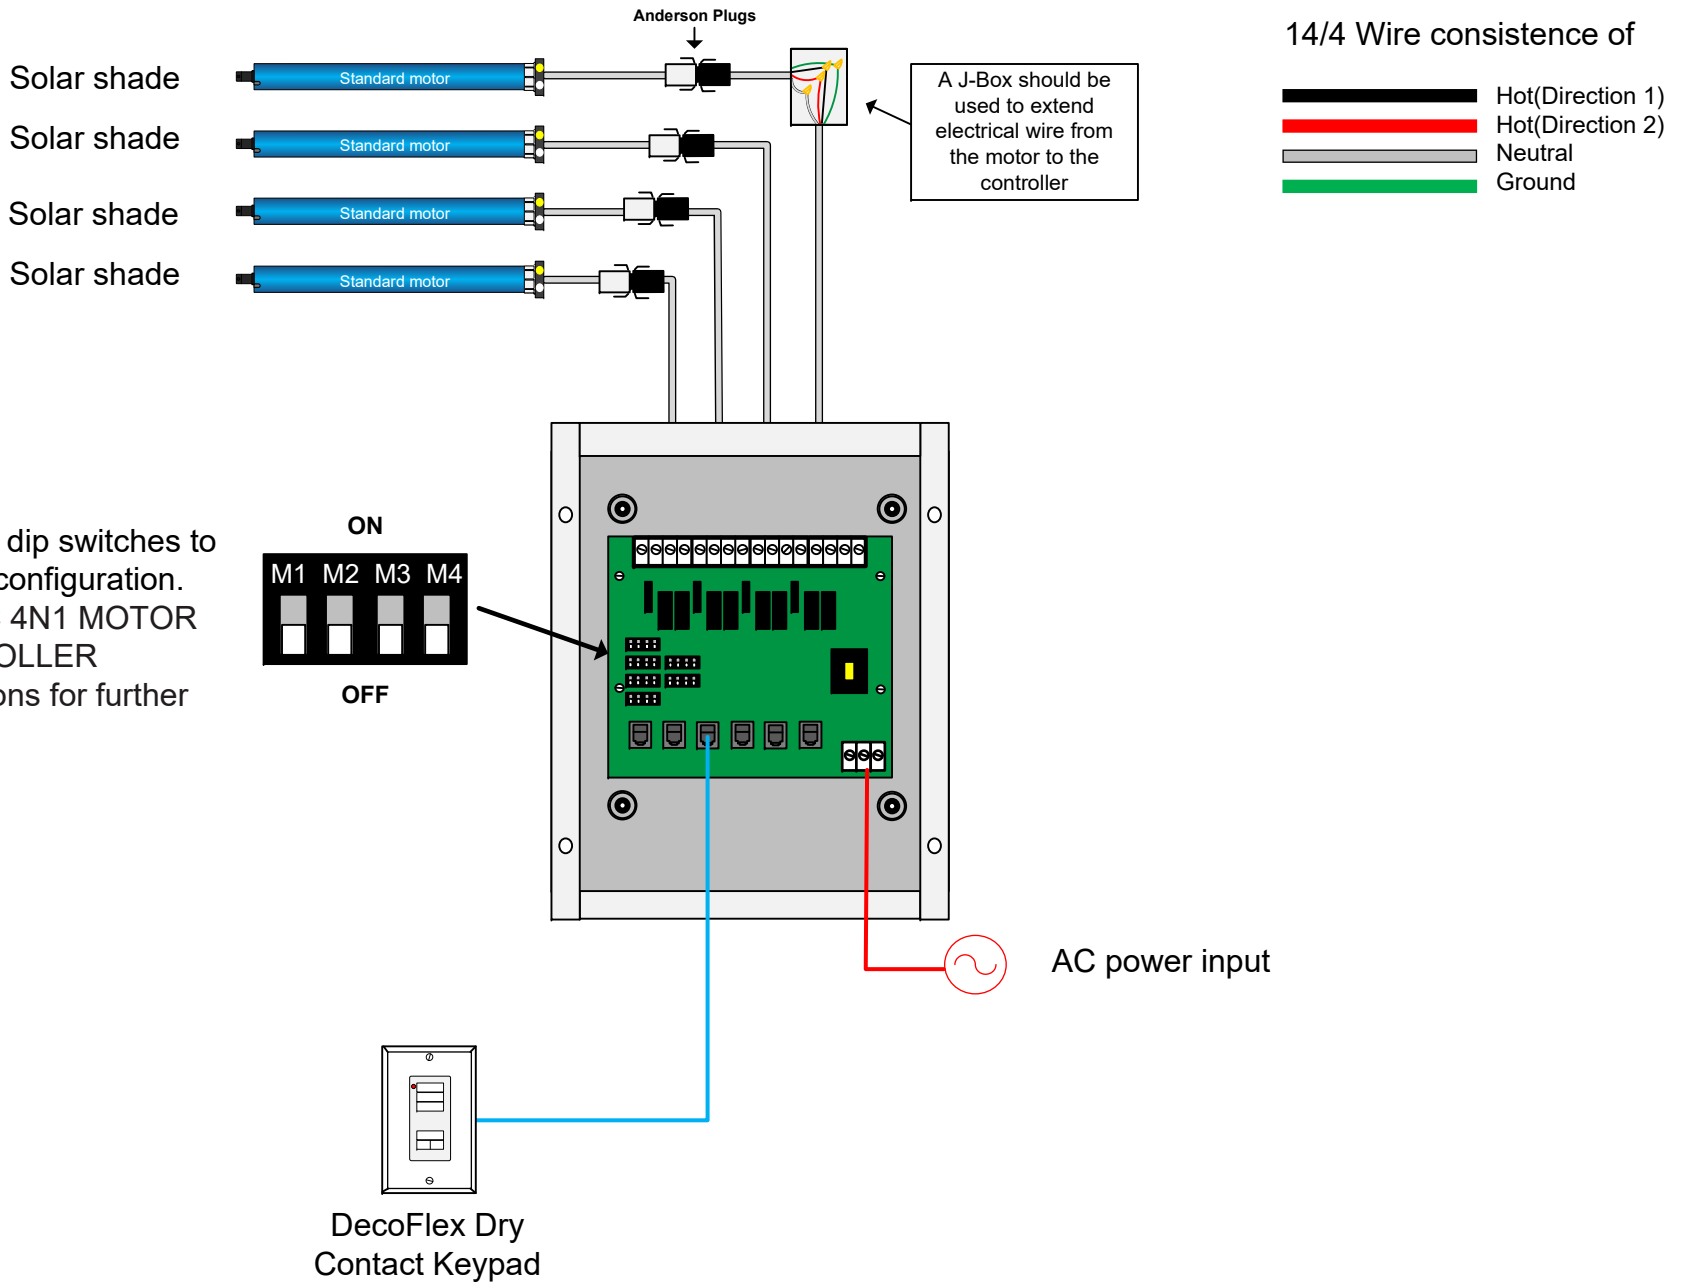 Anderson Plugs
14/4 Wire consistence of
Solar shade
Standard motor
A J-Box should be
used to extend
electrical wire from
the motor to the
controller
Hot(Direction 1)
Hot(Direction 2)
Neutral
Ground
Solar shade
Standard motor
Solar shade
Standard motor
Solar shade
Standard motor
dip switches to
configuration.
4N1 MOTOR
OLLER
ons for further
ON
M1 M2 M3 M4
OFF
AC power input
DecoFlex Dry
Contact Keypad